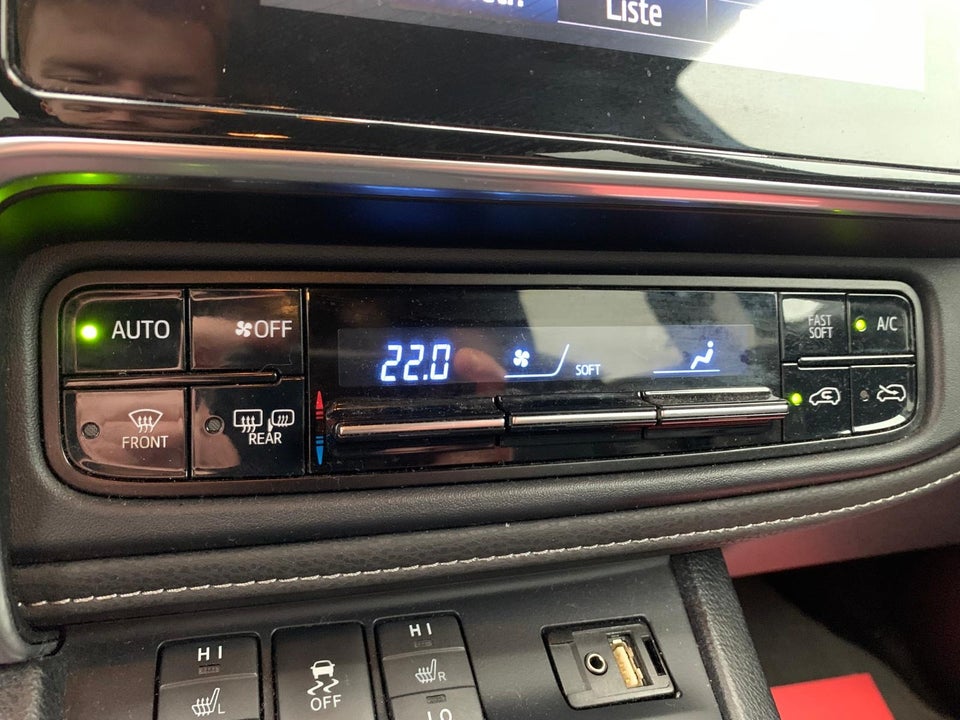 Liste
AUTO
OFF
22.0
SOFT
FAST
SOFT
A/C
FRONT
REAR
HI
L
OFF
HI
R
LO